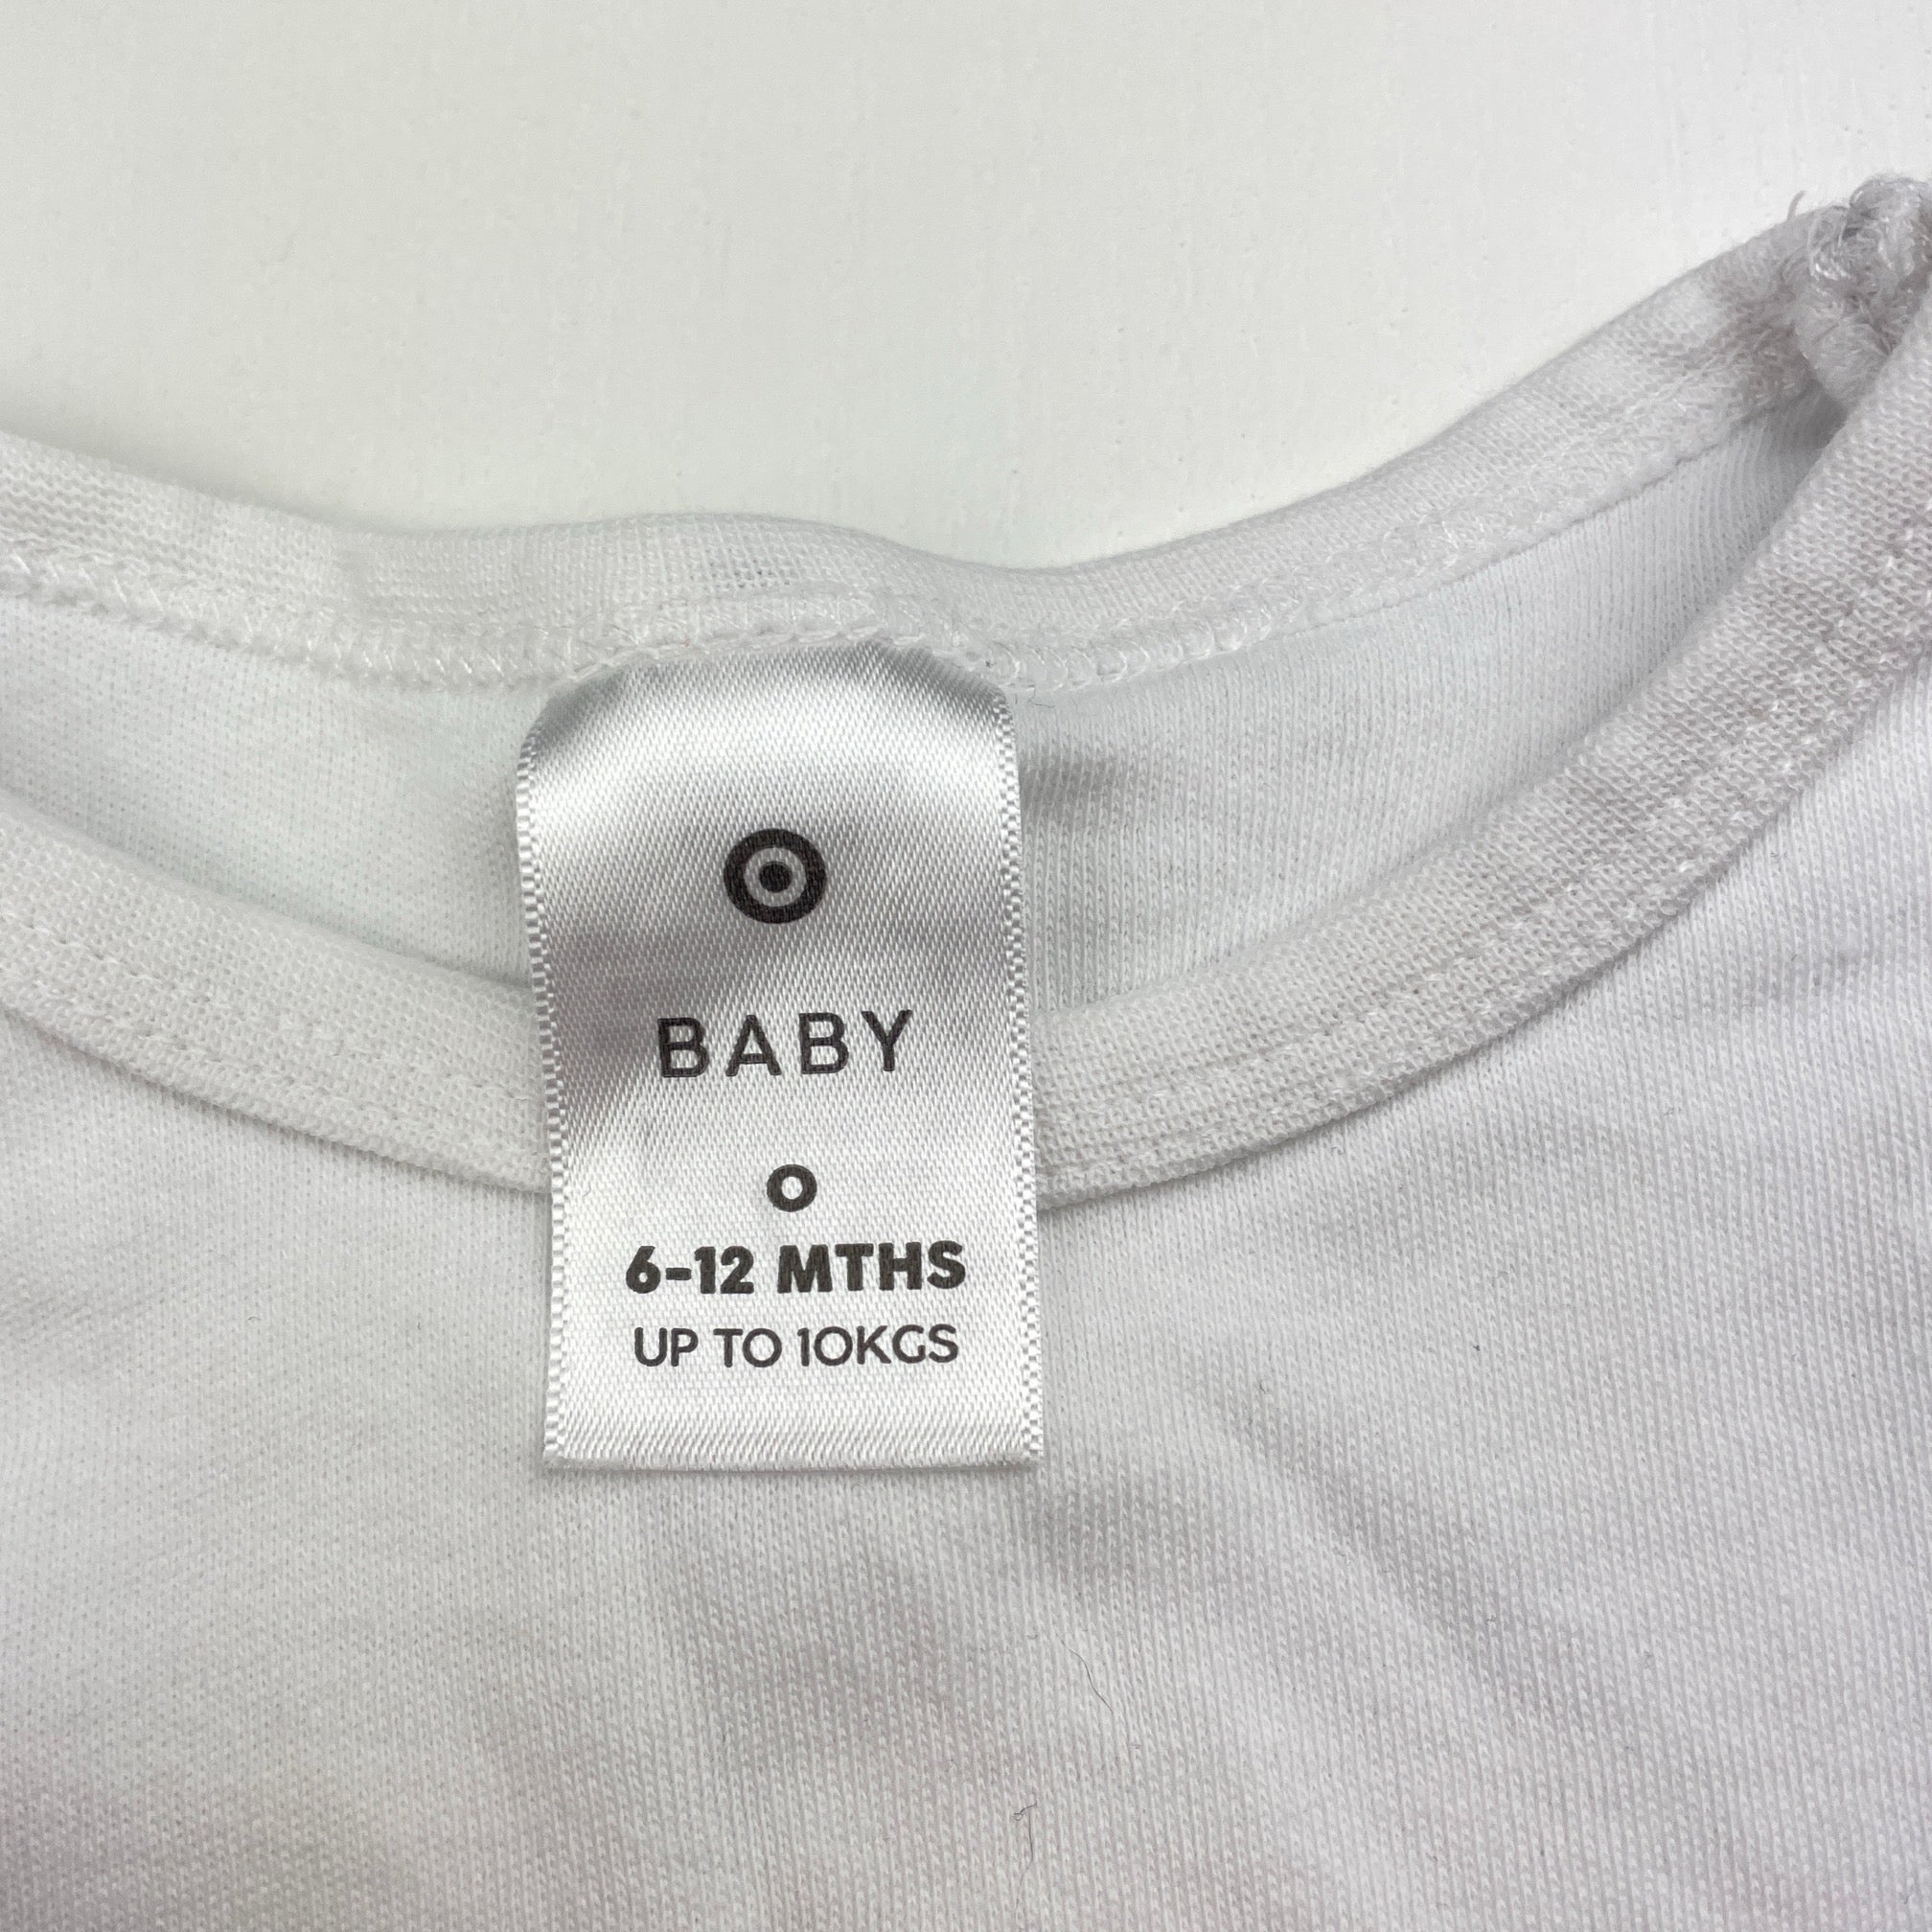 BABY
0
6-12 MTHS
UP TO 10KGS